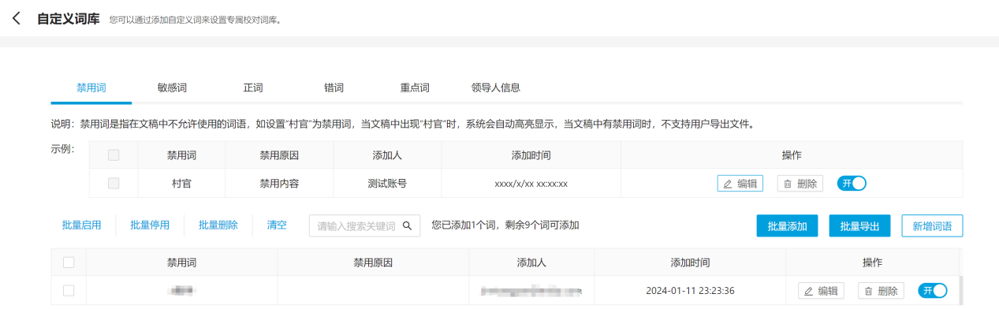 自定义词库 您可以通过添加自定义词来设置专属校对词库。
禁用词 敏感词 正词 错词 重点词 领导人信息
说明：禁用词是指在文稿中不允许使用的词语，如设置“村官”为禁用词，当文稿中出现“村官”时，系统会自动高亮显示，当文稿中有禁用词时，不支持用户导出文件。
示例： 禁用词 禁用原因 添加人 添加时间 操作
村官 禁用内容 测试账号 xxxx/x/xx xx:xx:xx 编辑 删除 开
批量启用 批量停用 批量删除 清空 请输入搜索关键词 您已添加1个词，剩余9个词可添加 批量添加 批量导出 新增词语
禁用词 禁用原因 添加人 添加时间 操作
2024-01-11 23:23:36 编辑 删除 开